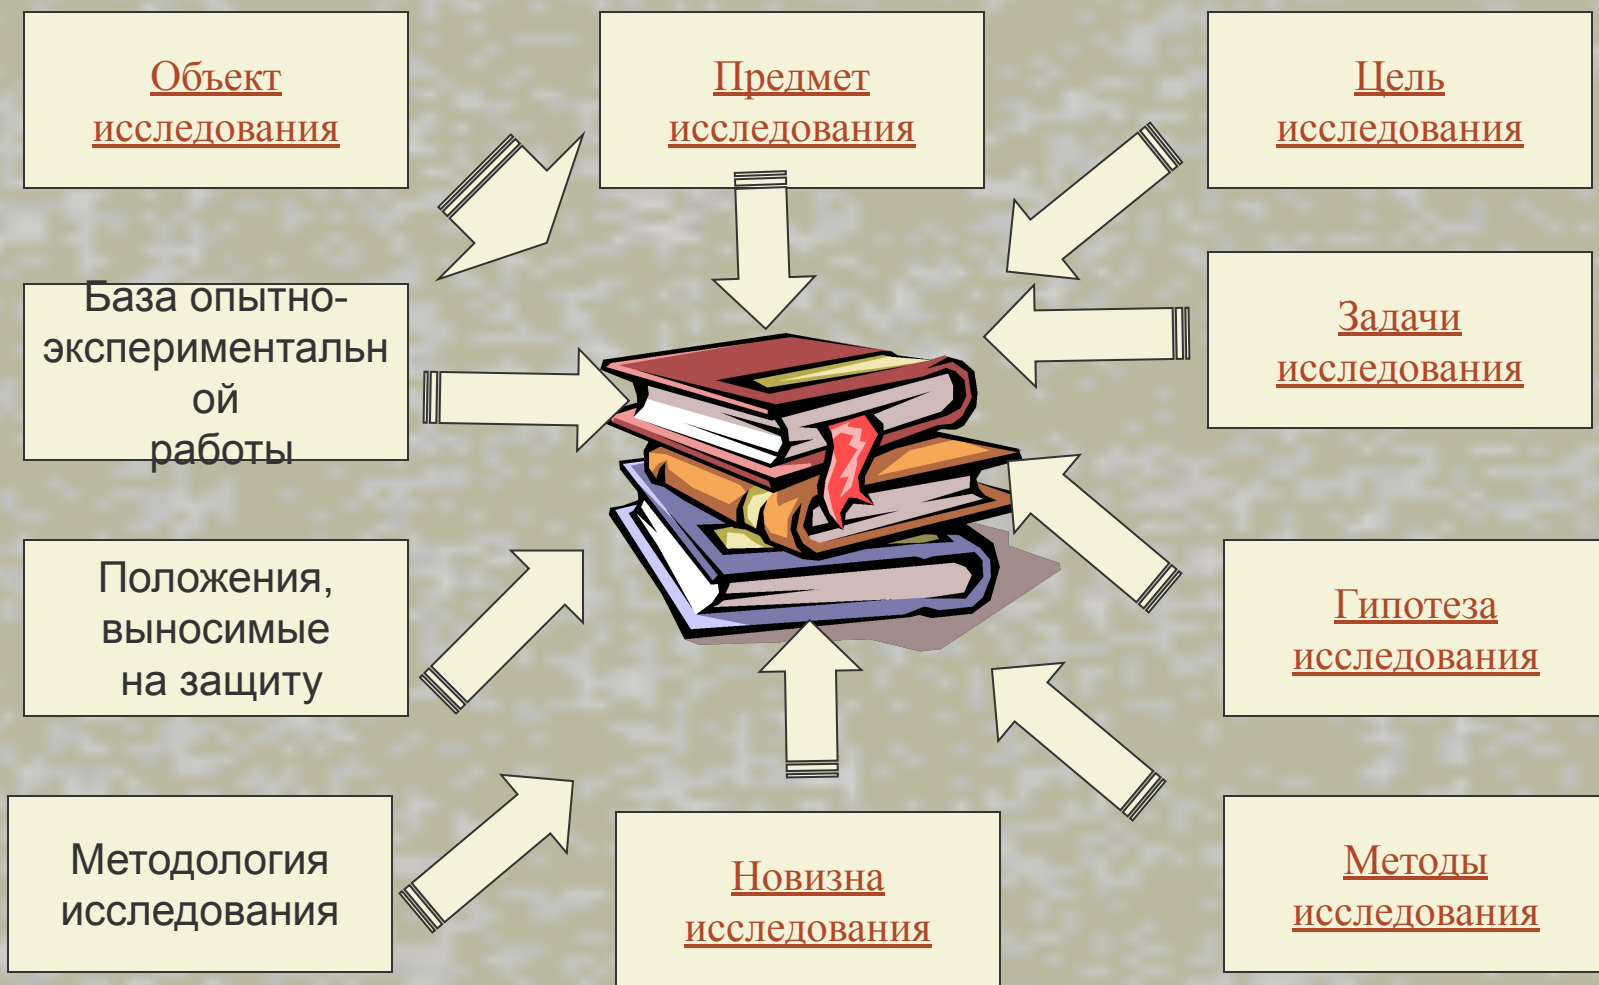 Объект
исследования
Предмет
исследования
Цель
исследования
База опытно-
экспериментальн
ой
работы
Задачи
исследования
Положения,
выносимые
на защиту
Гипотеза
исследования
Методология
исследования
Новизна
исследования
Методы
исследования